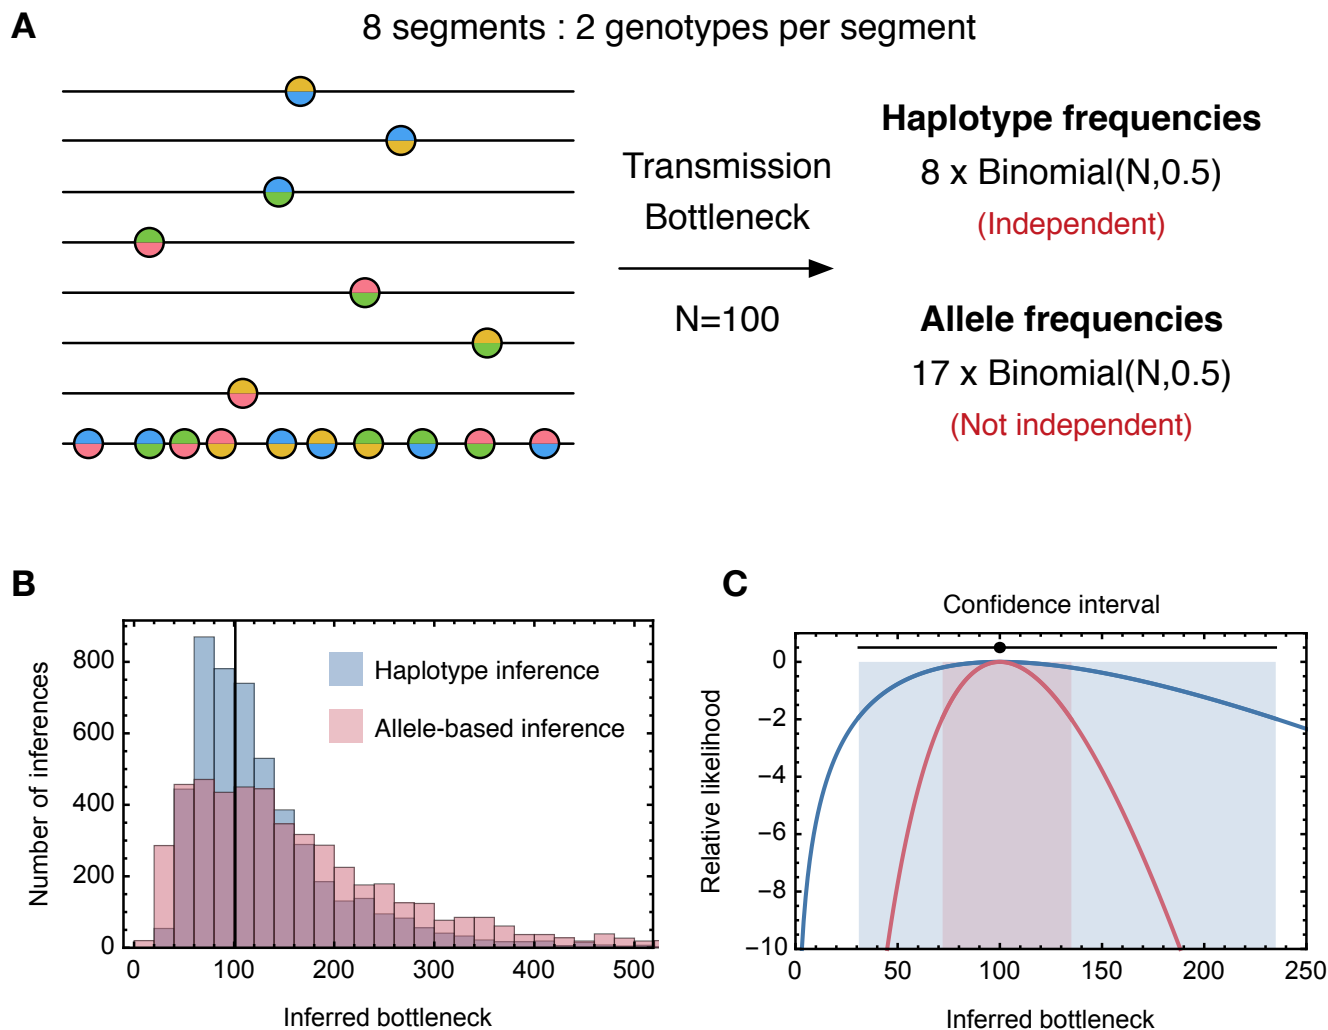 A
8 segments : 2 genotypes per segment
Transmission
Bottleneck
N=100
Haplotype frequencies
8 x Binomial(N,0.5)
(Independent)
Allele frequencies
17 x Binomial(N,0.5)
(Not independent)
B
Number of inferences
800
600
400
200
0
Haplotype inference
Allele-based inference
0 100 200 300 400 500
Inferred bottleneck
C
Confidence interval
Relative likelihood
0
−2
−4
−6
−8
−10
0 50 100 150 200 250
Inferred bottleneck